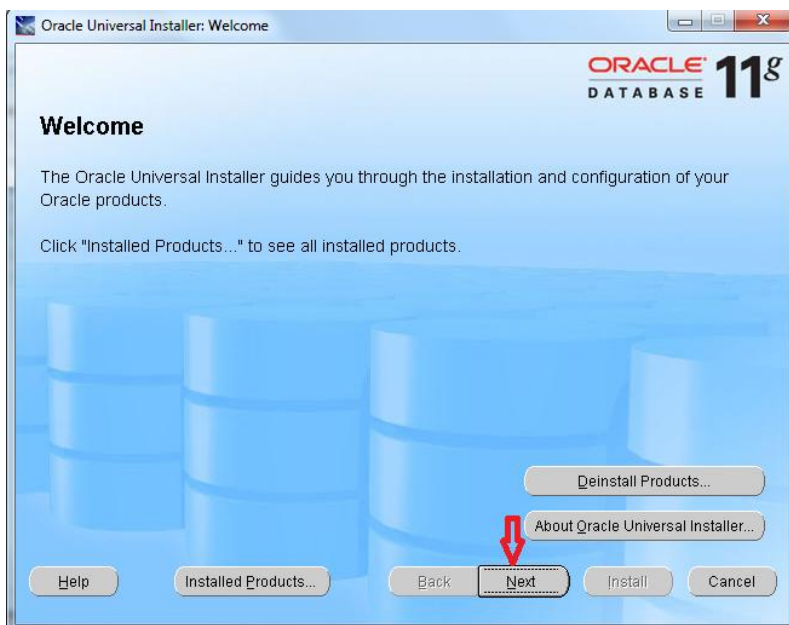 Oracle Universal Installer: Welcome
ORACLE 11g
DATABASE
Welcome
The Oracle Universal Installer guides you through the installation and configuration of your
Oracle products.
Click "Installed Products..." to see all installed products.
Deinstall Products...
About Oracle Universal Installer...
Help Installed Products... Back Next Install Cancel